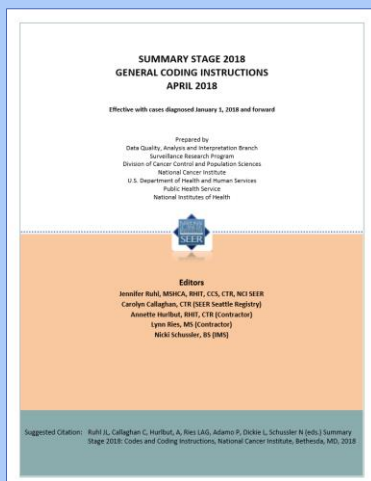 SUMMARY STAGE 2018
GENERAL CODING INSTRUCTIONS
APRIL 2018
Effective with cases diagnosed January 1, 2018 and forward
Prepared by
Data Quality, Analysis and Interpretation Branch
Surveillance Research Program
Division of Cancer Control and Population Sciences
National Cancer Institute
U.S. Department of Health and Human Services
Public Health Service
National Institutes of Health
SEER
Editors
Jennifer Ruhl, MSHCA, RHIT, CCS, CTR, NCI SEER
Carolyn Callaghan, CTR (SEER Seattle Registry)
Annette Hurlbut, RHIT, CTR (Contractor)
Lynn Ries, MS (Contractor)
Nicki Schussler, BS (IMS)
Suggested Citation: Ruhl JL, Callaghan C, Hurlbut, A, Ries LAG, Adamo P, Dickie L, Schussler N (eds.) Summary
Stage 2018: Codes and Coding Instructions, National Cancer Institute, Bethesda, MD, 2018